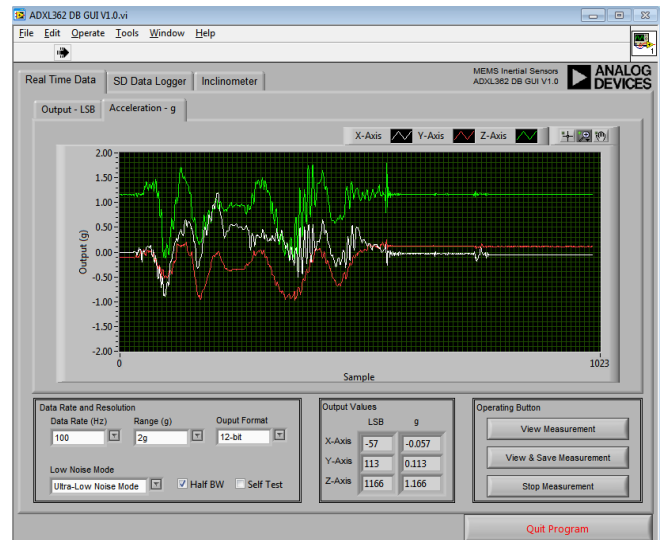 ADXL362 DB GUI V1.0.vi
File Edit Operate Tools Window Help
1
Real Time Data SD Data Logger Inclinometer
MEMS Inertial Sensors
ADXL362 DB GUI V1.0
ANALOG
DEVICES
Output - LSB Acceleration - g
X-Axis Y-Axis Z-Axis
2.00
1.50
1.00
0.50
0.00
-0.50
-1.00
-1.50
-2.00
Output (g)
0 1023
Sample
Data Rate and Resolution
Data Rate (Hz) Range (g) Ouput Format
100 2g 12-bit
Low Noise Mode
Ultra-Low Noise Mode Half BW Self Test
Output Values
LSB g
X-Axis -57 -0.057
Y-Axis 113 0.113
Z-Axis 1166 1.166
Operating Button
View Measurement
View & Save Measurement
Stop Measurement
Quit Program